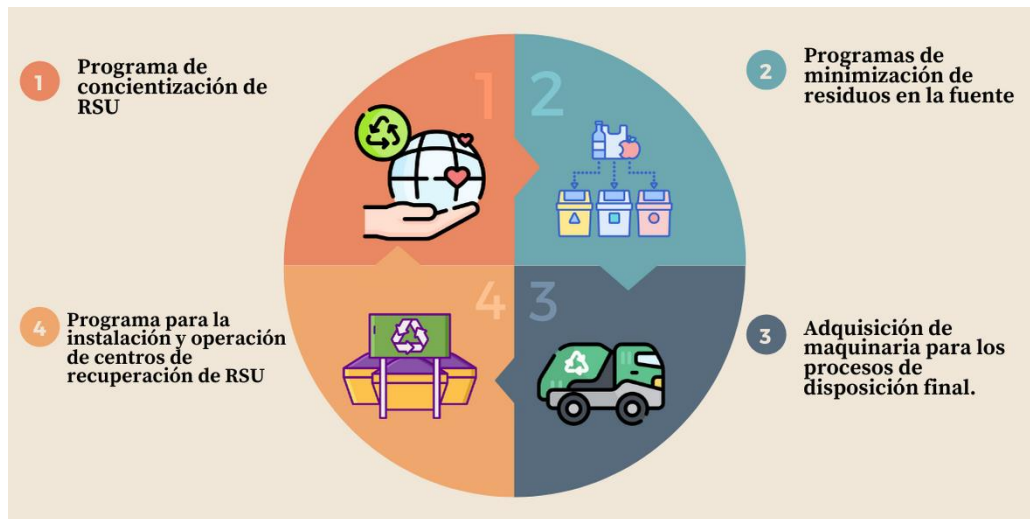 1
Programa de
concientización de
RSU
2
Programas de
minimización de
residuos en la fuente
1
2
4
3
4
Programa para la
instalación y operación
de centros de
recuperación de RSU
3
Adquisición de
maquinaria para los
procesos de
disposición final.